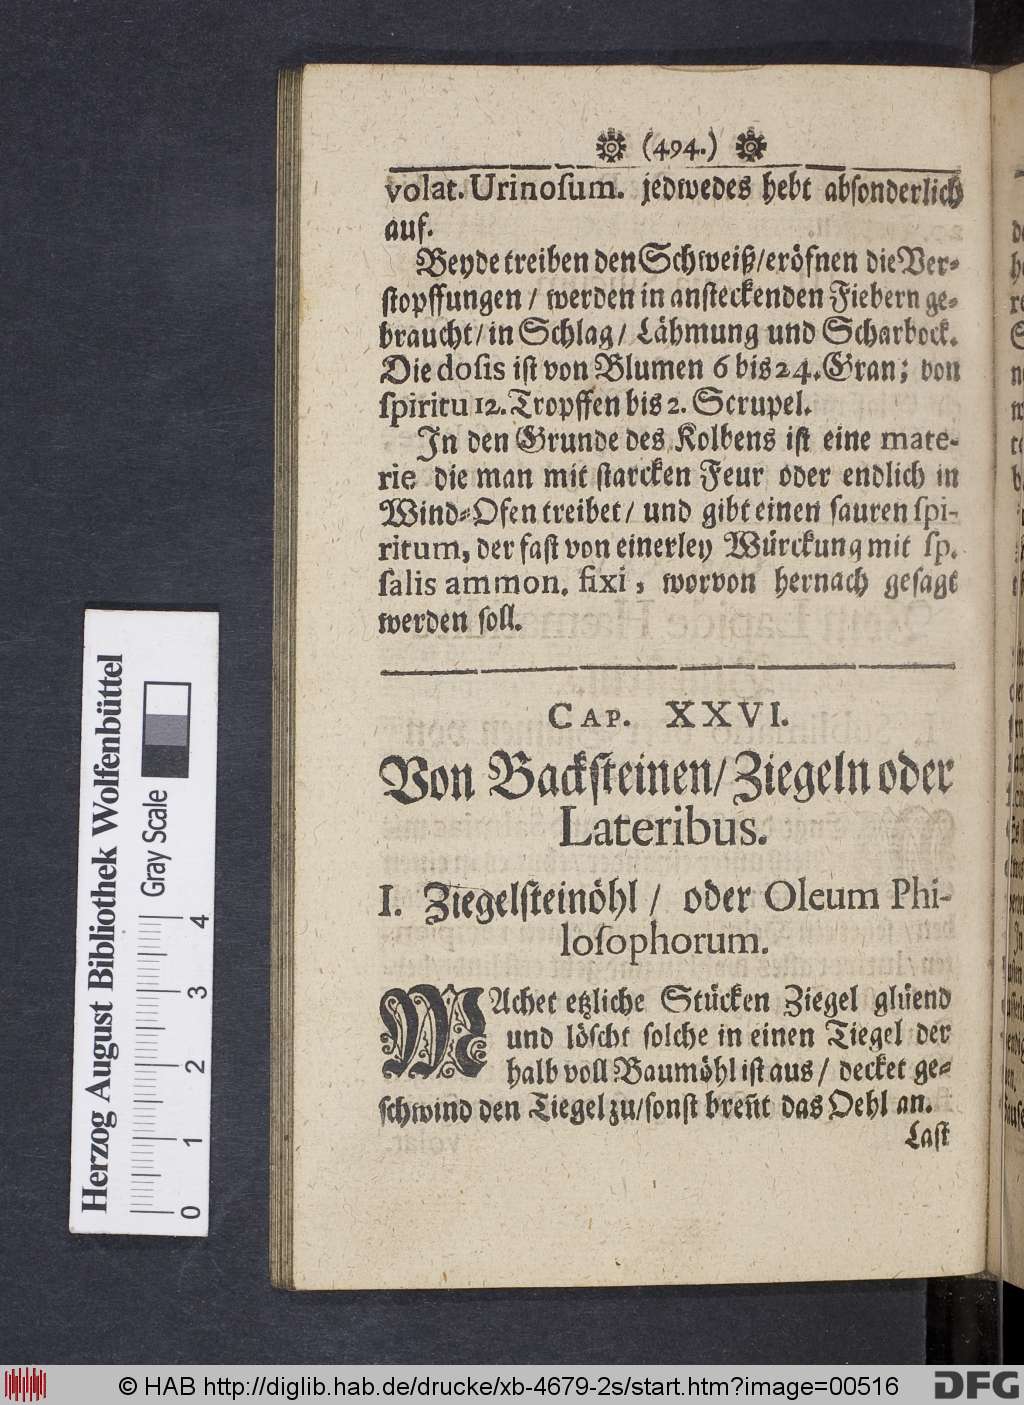 (494.)
volat. Urinoſum. jedwedes hebt abſonderlich
auf.
Beyde treiben den Schweiß/eröfnen die Ver-
ſtopffungen / werden in anſteckenden Fiebern ge-
braucht/ in Schlag/ Lähmung und Scharbock.
Die doſis iſt von Blumen 6 bis 24. Gran; von
ſpiritu 12. Tropffen bis 2. Scrupel.
In den Grunde des Kolbens iſt eine mate-
rie die man mit ſtarcken Feur oder endlich in
Wind-Ofen treibet/ und gibt einen ſauren ſpi-
ritum, der faſt von einerley Würckung mit ſp.
ſalis ammon. fixi, worvon hernach geſagt
werden ſoll.
CAP. XXVI.
Von Backſteinen/Ziegeln oder
Lateribus.
I. Ziegelſteinöhl / oder Oleum Phi-
loſophorum.
MAchet etzliche Stücken Ziegel glüend
und löſcht ſolche in einen Tiegel der
halb voll Baumöhl iſt aus/ decket ge-
ſchwind den Tiegel zu/ſonſt breñt das Oehl an.
Laſt
Herzog August Bibliothek Wolfenbüttel
Gray Scale
0 1 2 3 4
© HAB http://diglib.hab.de/drucke/xb-4679-2s/start.htm?image=00516
DFG